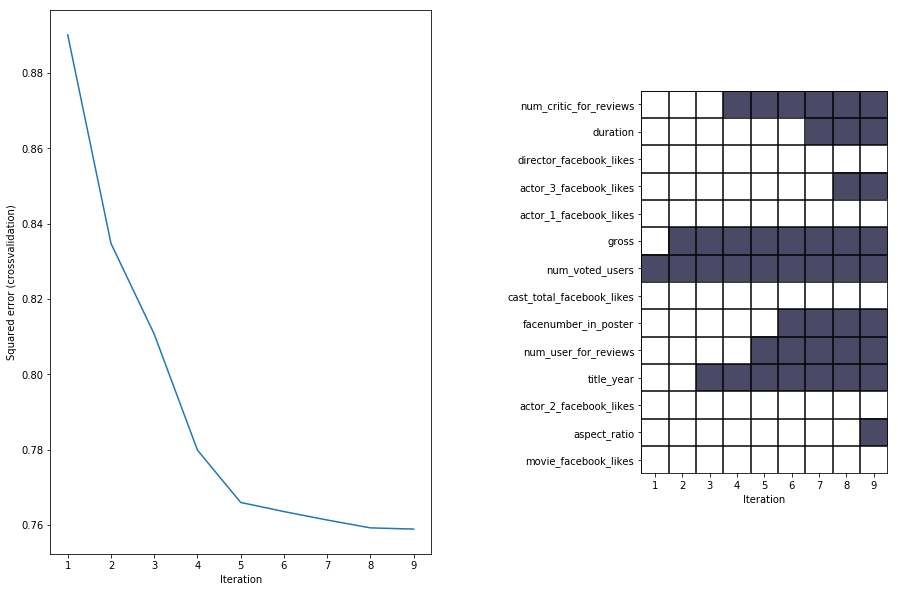 Squared error (crossvalidation)
0.88
0.86
0.84
0.82
0.80
0.78
0.76
1 2 3 4 5 6 7 8 9
Iteration
num_critic_for_reviews
duration
director_facebook_likes
actor_3_facebook_likes
actor_1_facebook_likes
gross
num_voted_users
cast_total_facebook_likes
facenumber_in_poster
num_user_for_reviews
title_year
actor_2_facebook_likes
aspect_ratio
movie_facebook_likes
1 2 3 4 5 6 7 8 9
Iteration